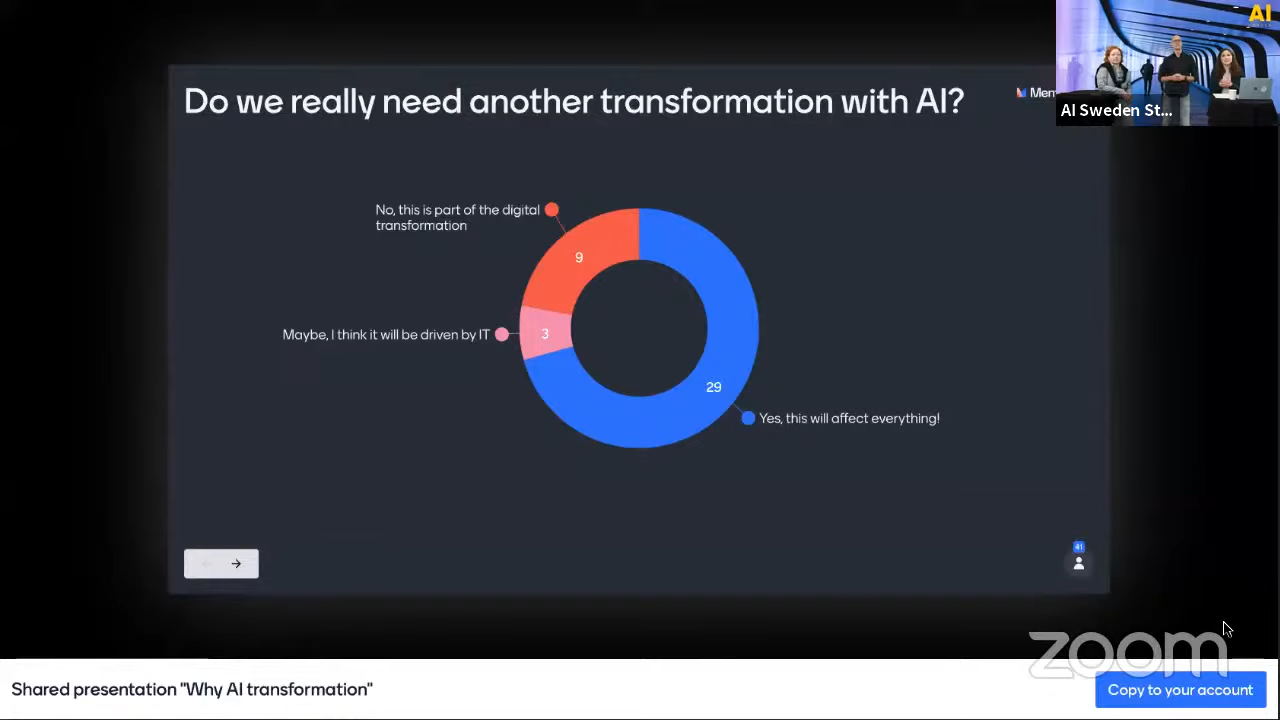 AI
AI Sweden St...
Do we really need another transformation with AI?
No, this is part of the digital
transformation
9
Maybe, I think it will be driven by IT
3
29
Yes, this will affect everything!
41
zoom
Shared presentation "Why AI transformation"
Copy to your account